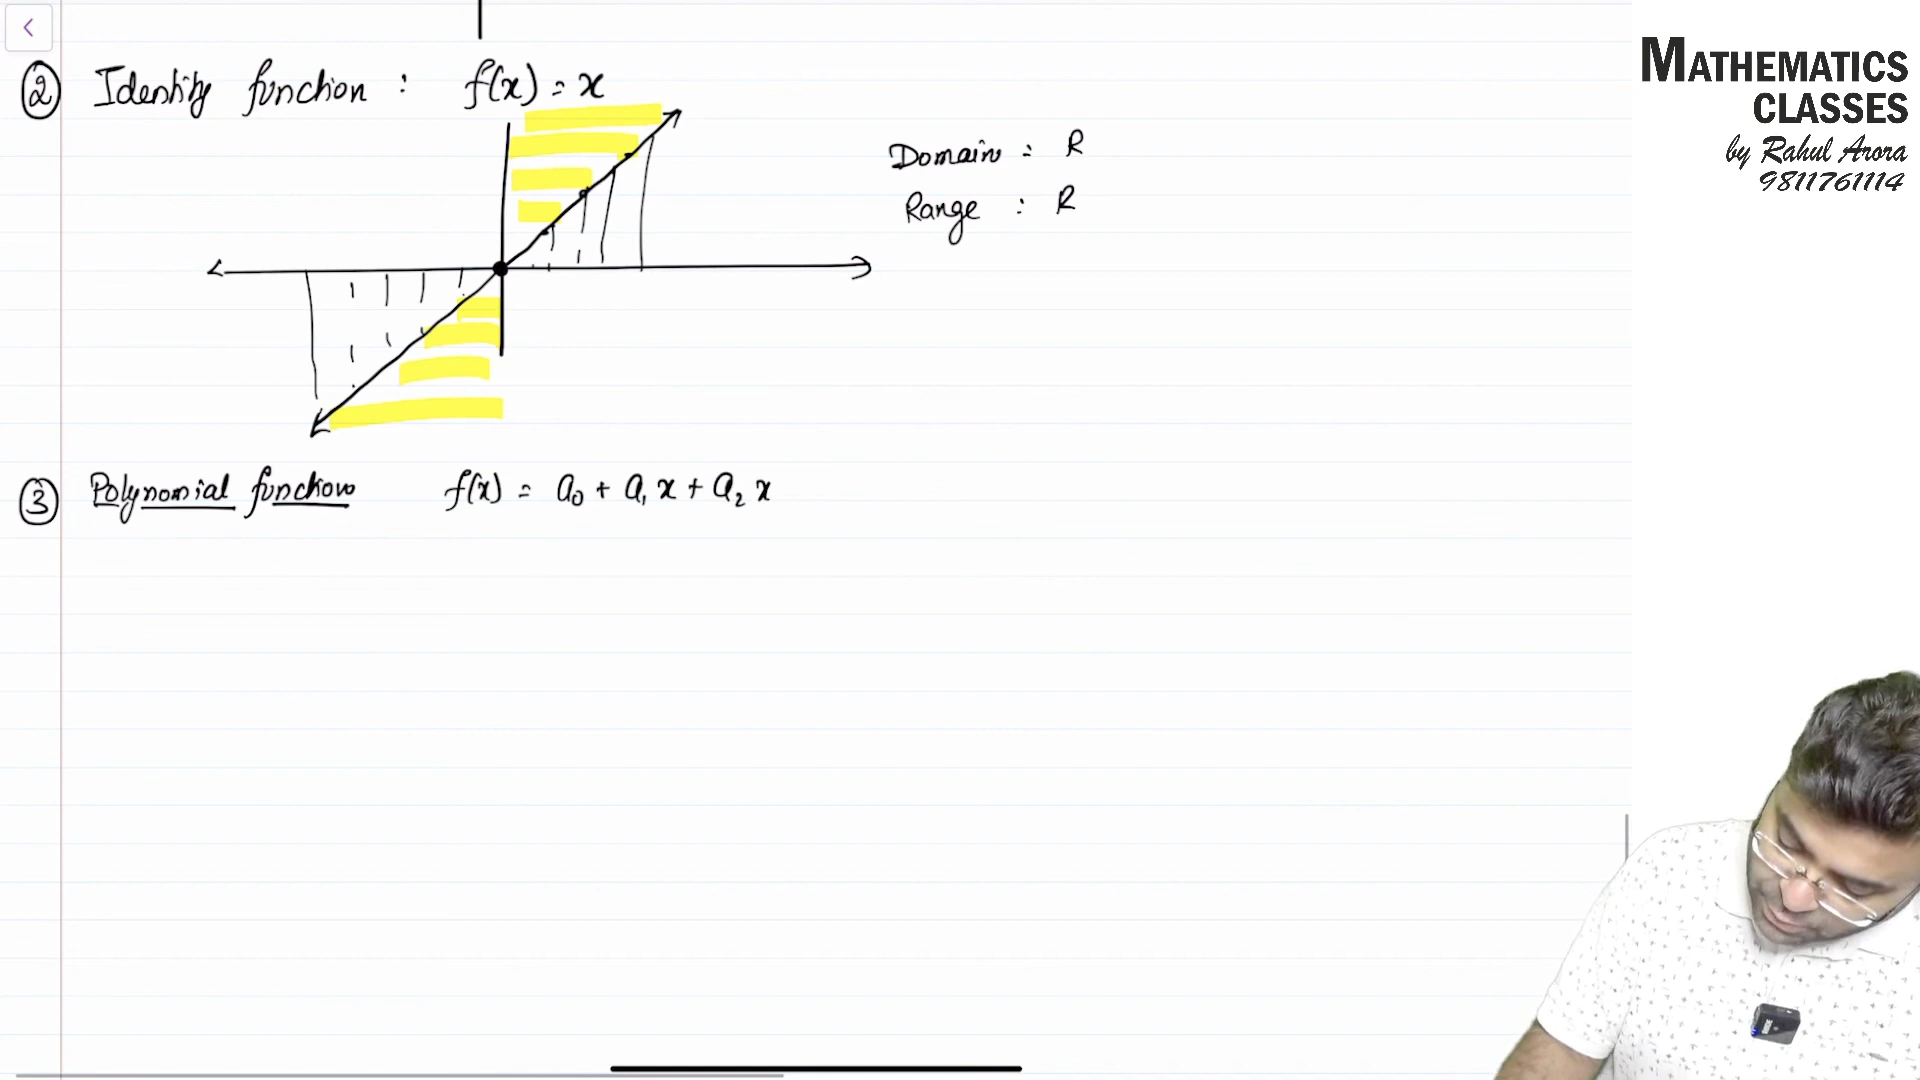 ② Identity function : f(x) = x
Domain : R
Range : R
③ Polynomial function f(x) = a₀ + a₁ x + a₂ x
MATHEMATICS
CLASSES
by Rahul Arora
9811761114